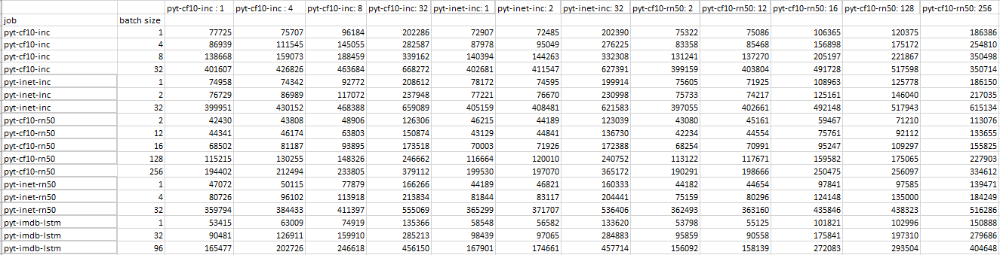 pyt-cf10-inc : 1 pyt-cf10-inc : 4 pyt-cf10-inc: 8 pyt-cf10-inc: 32 pyt-inet-inc: 1 pyt-inet-inc: 2 pyt-inet-inc: 32 pyt-cf10-rn50: 2 pyt-cf10-rn50: 12 pyt-cf10-rn50: 16 pyt-cf10-rn50: 128 pyt-cf10-rn50: 256
job batch size
pyt-cf10-inc 1 77725 75707 96184 202286 72907 72485 202390 75322 75086 106365 120375 186386
pyt-cf10-inc 4 86939 111545 145055 282587 87978 95049 276225 83358 85468 156898 175172 254810
pyt-cf10-inc 8 138668 159073 188459 339162 140394 144263 332308 131241 137270 205197 221867 350498
pyt-cf10-inc 32 401607 426826 463684 668272 402681 411547 627391 399159 403804 491728 517598 350714
pyt-inet-inc 1 74958 74342 92772 208612 78172 74595 199914 75605 71925 108963 125778 186150
pyt-inet-inc 2 76729 86989 117072 237948 77221 76670 230998 75733 74217 125161 146040 217035
pyt-inet-inc 32 399951 430152 468388 659089 405159 408481 621583 397055 402661 492148 517943 615134
pyt-cf10-rn50 2 42430 43808 48906 126306 46215 44189 123039 43080 45161 59467 71210 113076
pyt-cf10-rn50 12 44341 46174 63803 150874 43129 44841 136730 42234 44554 75761 92112 133655
pyt-cf10-rn50 16 68502 81187 93895 173518 70003 71926 172388 68254 70991 95247 109297 155825
pyt-cf10-rn50 128 115215 130255 148326 246662 116664 120010 240752 113122 117671 159582 175065 227903
pyt-cf10-rn50 256 194402 212494 233805 379112 199530 197070 365172 190291 198666 250475 256097 334612
pyt-inet-rn50 1 47072 50115 77879 166266 44189 46821 160333 44182 44654 97841 97585 139471
pyt-inet-rn50 4 80726 96102 113918 213834 81844 83117 204441 75159 80296 124148 135000 184249
pyt-inet-rn50 32 359794 384433 411397 555069 365299 371707 536406 362493 363160 435846 438323 516286
pyt-imdb-lstm 1 53415 63009 74919 135366 58548 56582 133620 53798 55125 101821 102996 150888
pyt-imdb-lstm 32 90481 126911 159910 285213 98439 97065 284883 95859 90558 175841 197310 279686
pyt-imdb-lstm 96 165477 202726 246618 456150 167901 174661 457714 156092 158139 272083 293504 404648